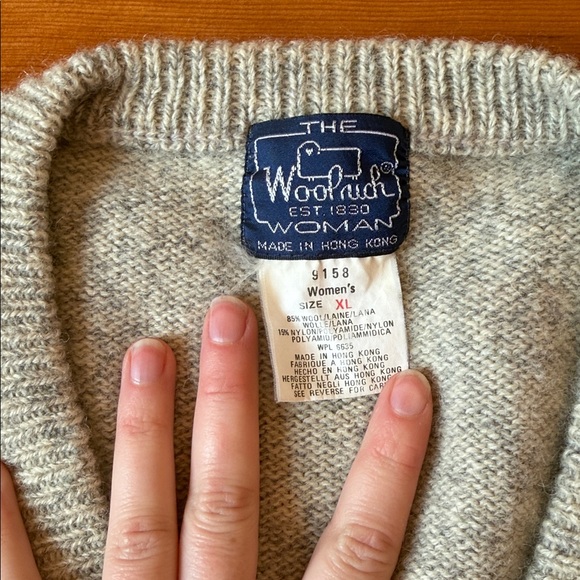 THE
Woolrich®
EST. 1830
WOMAN
MADE IN HONG KONG
9158
Women's
SIZE XL
85% WOOL/LAINE/LANA
WOLLE/LANA
15% NYLON/POLYAMIDE/NYLON
POLYAMID/POLIAMMIDICA
WPL 6635
MADE IN HONG KONG
FABRIQUE A HONG KONG
HECHO EN HONG KONG
HERGESTELLT AUS HONG KONG
FATTO NEGLI HONG KONG
SEE REVERSE FOR CARE